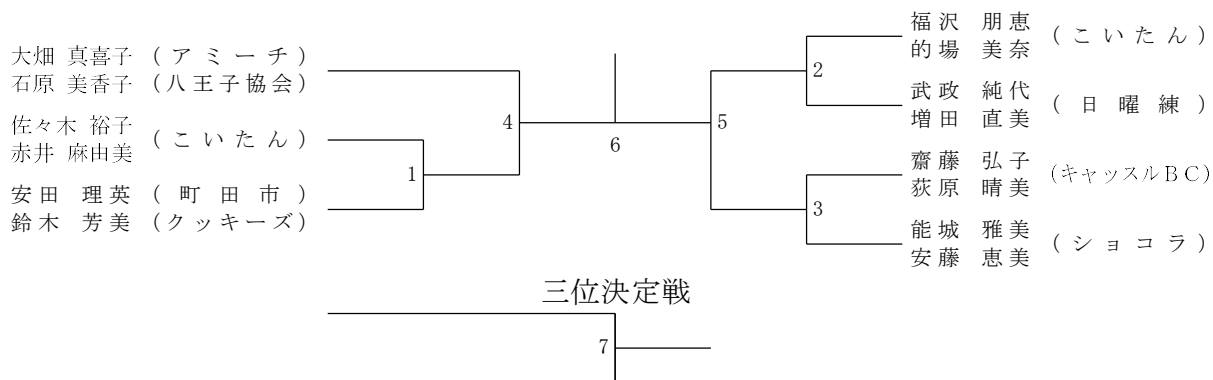 大畑 真喜子 (アミーチ)
石原 美香子 (八王子協会)
佐々木 裕子
赤井 麻由美
(こいたん)
安田 理英 (町田市)
鈴木 芳美 (クッキーズ)
1
4
6
5
2
3
福沢 朋恵
的場 美奈
(こいたん)
武政 純代
増田 直美
(日曜練)
齋藤 弘子
荻原 晴美
(キャッスルBC)
能城 雅美
安藤 恵美
(ショコラ)
三位決定戦
7